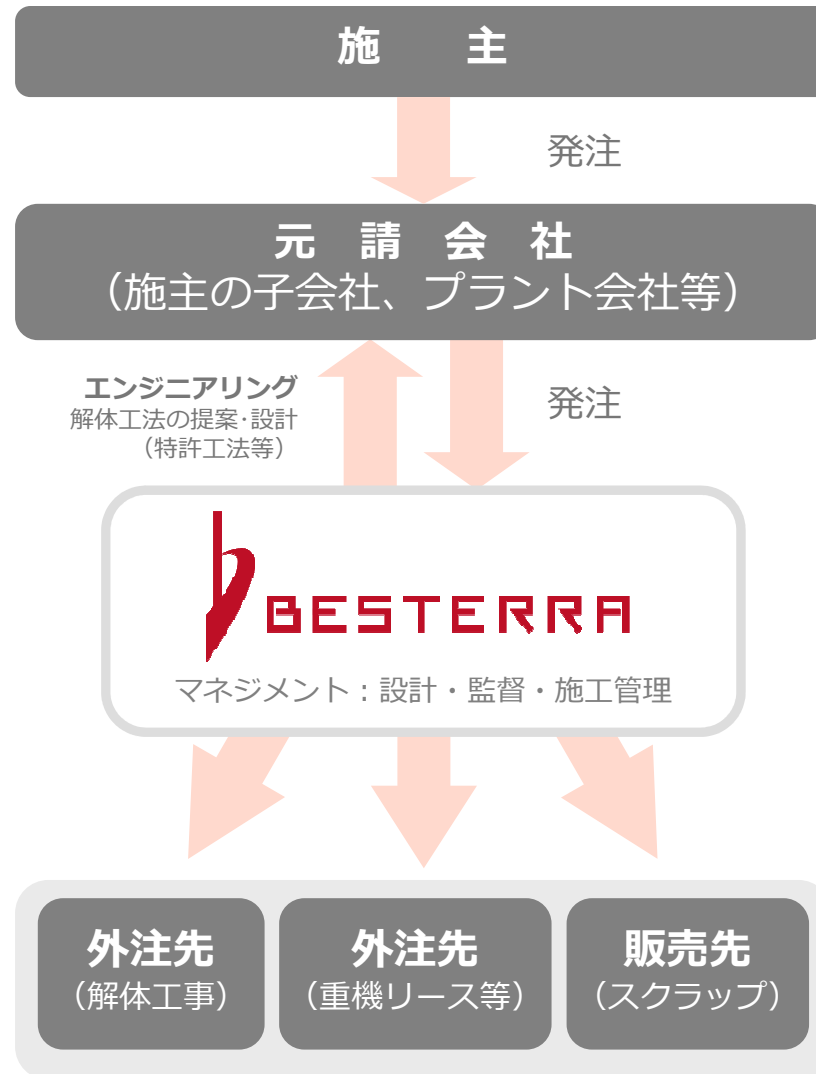 施 主
発注
元 請 会 社
（施主の子会社、プラント会社等）
エンジニアリング
解体工法の提案･設計
（特許工法等）
発注
BESTERRA
マネジメント：設計・監督・施工管理
外注先
（解体工事）
外注先
（重機リース等）
販売先
（スクラップ）